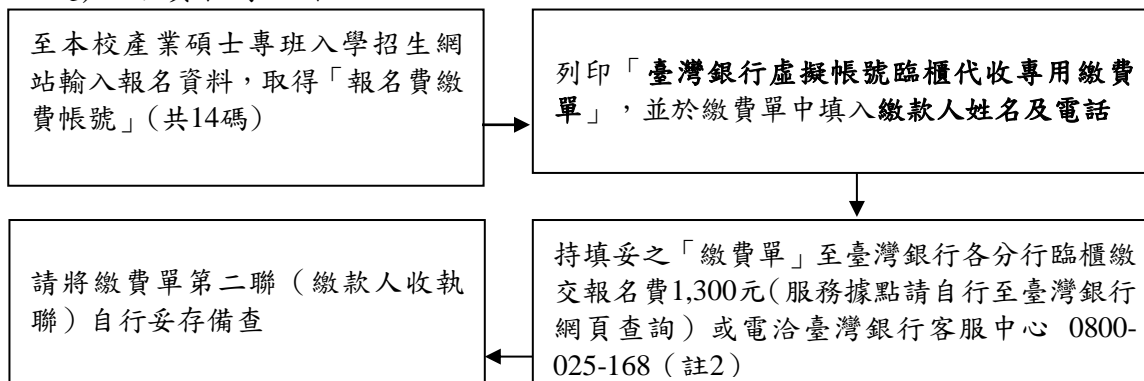 至本校產業碩士專班入學招生網
站輸入報名資料，取得「報名費繳
費帳號」(共14碼)
列印「臺灣銀行虛擬帳號臨櫃代收專用繳費
單」，並於繳費單中填入繳款人姓名及電話
持填妥之「繳費單」至臺灣銀行各分行臨櫃繳
交報名費1,300元(服務據點請自行至臺灣銀行
網頁查詢) 或電洽臺灣銀行客服中心 0800-
025-168 (註2)
請將繳費單第二聯（繳款人收執
聯）自行妥存備查